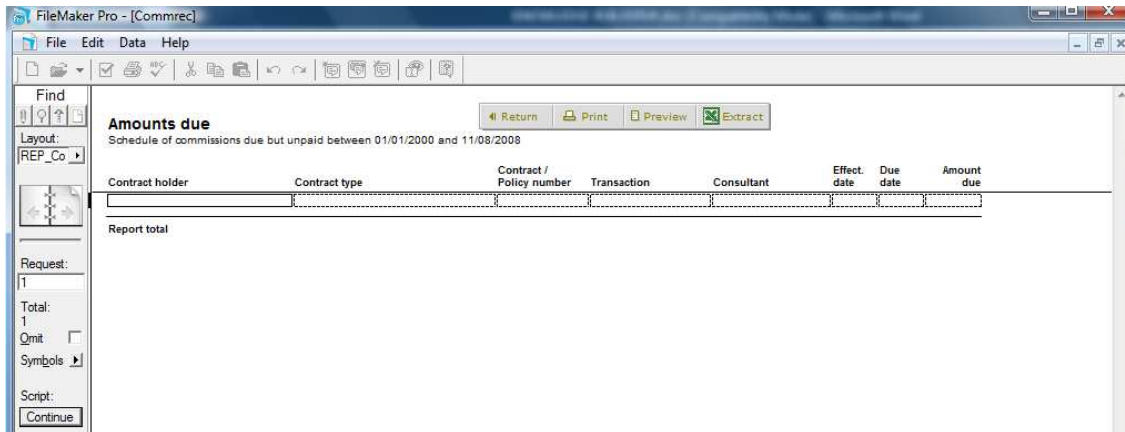 FileMaker Pro - [Commrec]
File Edit Data Help
Find
Layout:
REP_Co
Return Print Preview Extract
Amounts due
Schedule of commissions due but unpaid between 01/01/2000 and 11/08/2008
Contract holder Contract type Contract / Policy number Transaction Consultant Effect. date Due date Amount due
Report total
Request:
1
Total:
1
Omit
Symbols
Script:
Continue